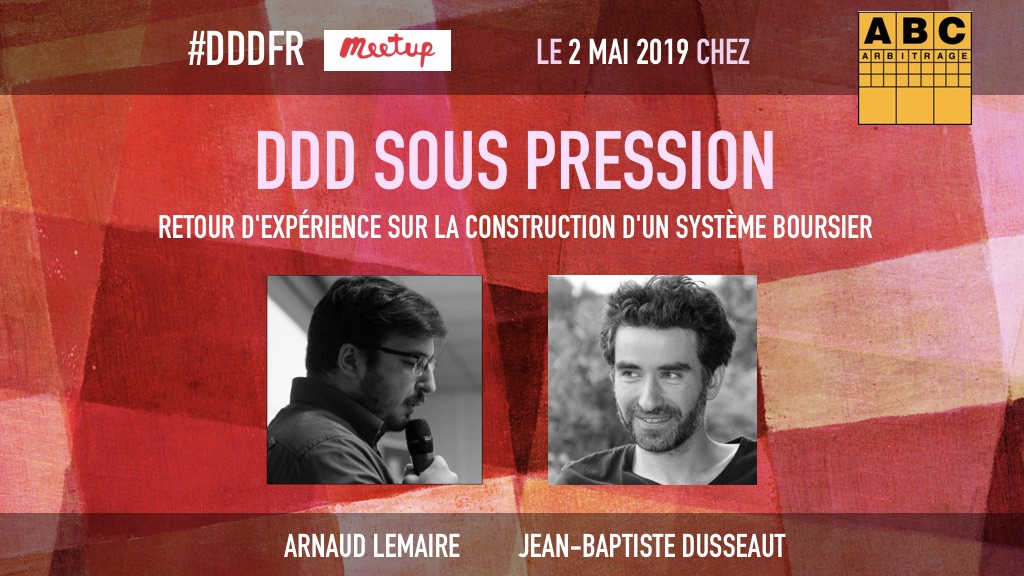 #DDDFR meetup LE 2 MAI 2019 CHEZ
ABC
ARBITRAGE
DDD SOUS PRESSION
RETOUR D'EXPÉRIENCE SUR LA CONSTRUCTION D'UN SYSTÈME BOURSIER
ARNAUD LEMAIRE JEAN-BAPTISTE DUSSEAUT